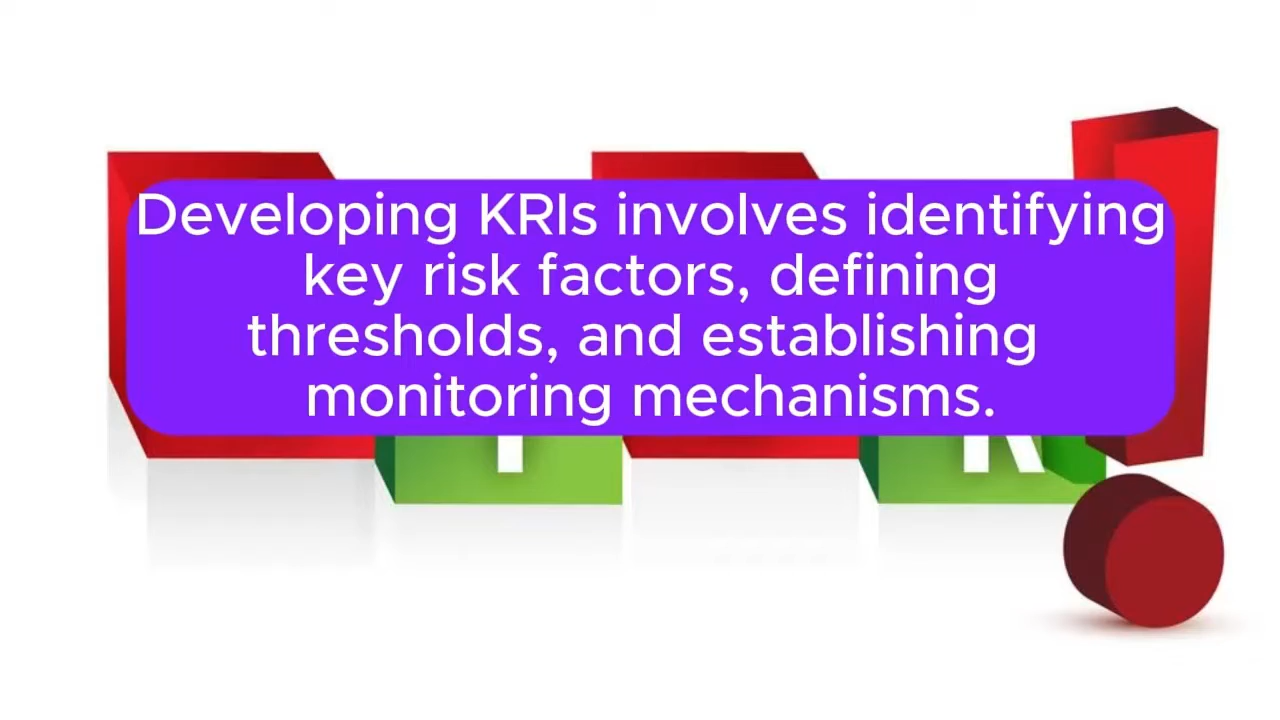 Developing KRIs involves identifying
key risk factors, defining
thresholds, and establishing
monitoring mechanisms.
!